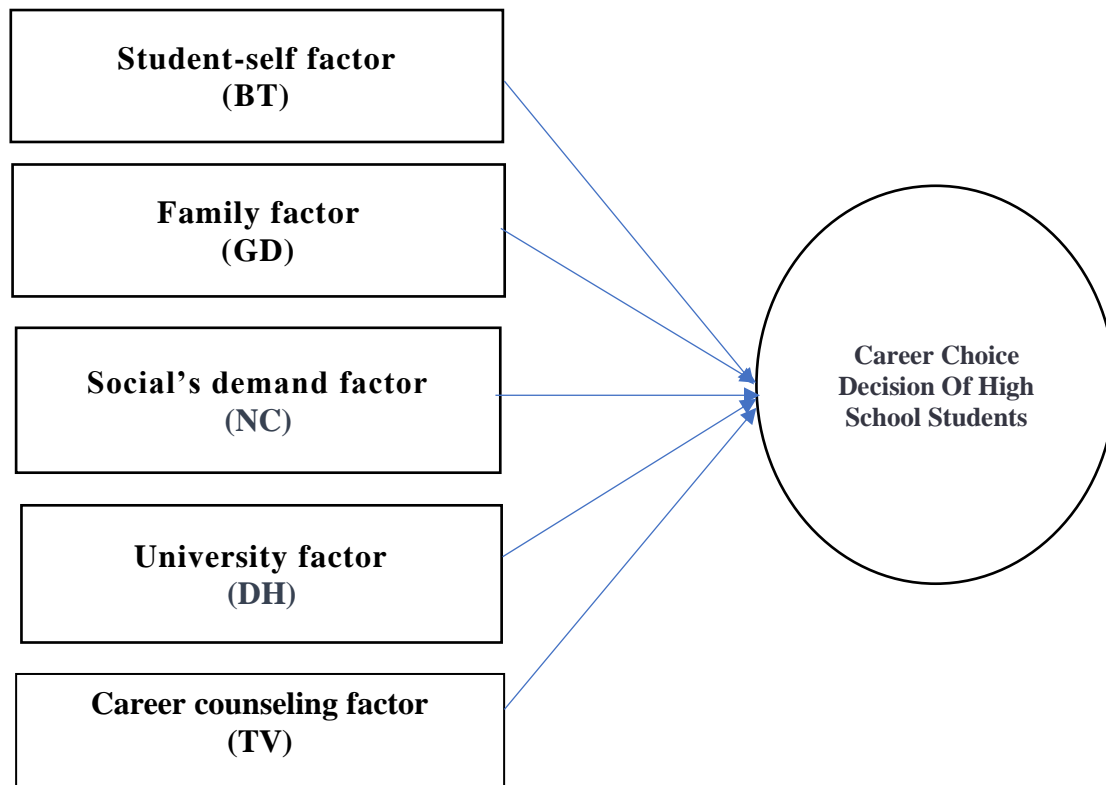 Student-self factor
(BT)
Family factor
(GD)
Social’s demand factor
(NC)
University factor
(DH)
Career counseling factor
(TV)
Career Choice
Decision Of High
School Students